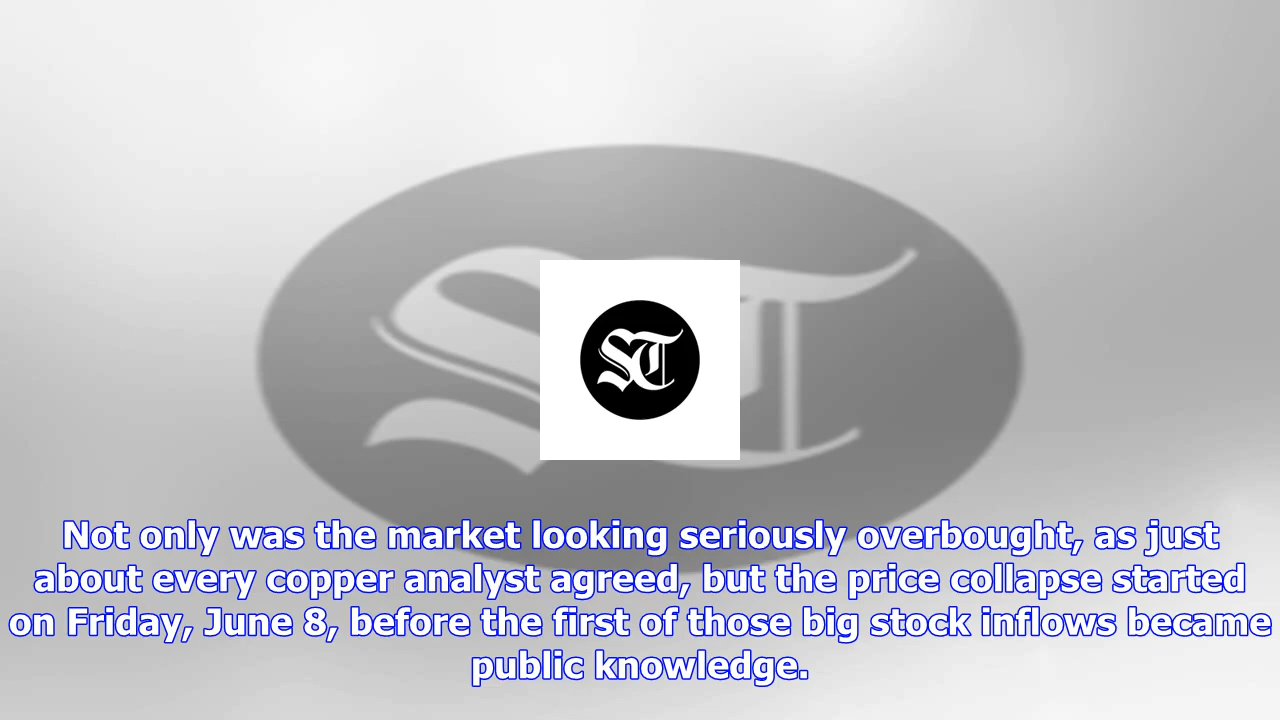 ST
Not only was the market looking seriously overbought, as just
about every copper analyst agreed, but the price collapse started
on Friday, June 8, before the first of those big stock inflows became
public knowledge.